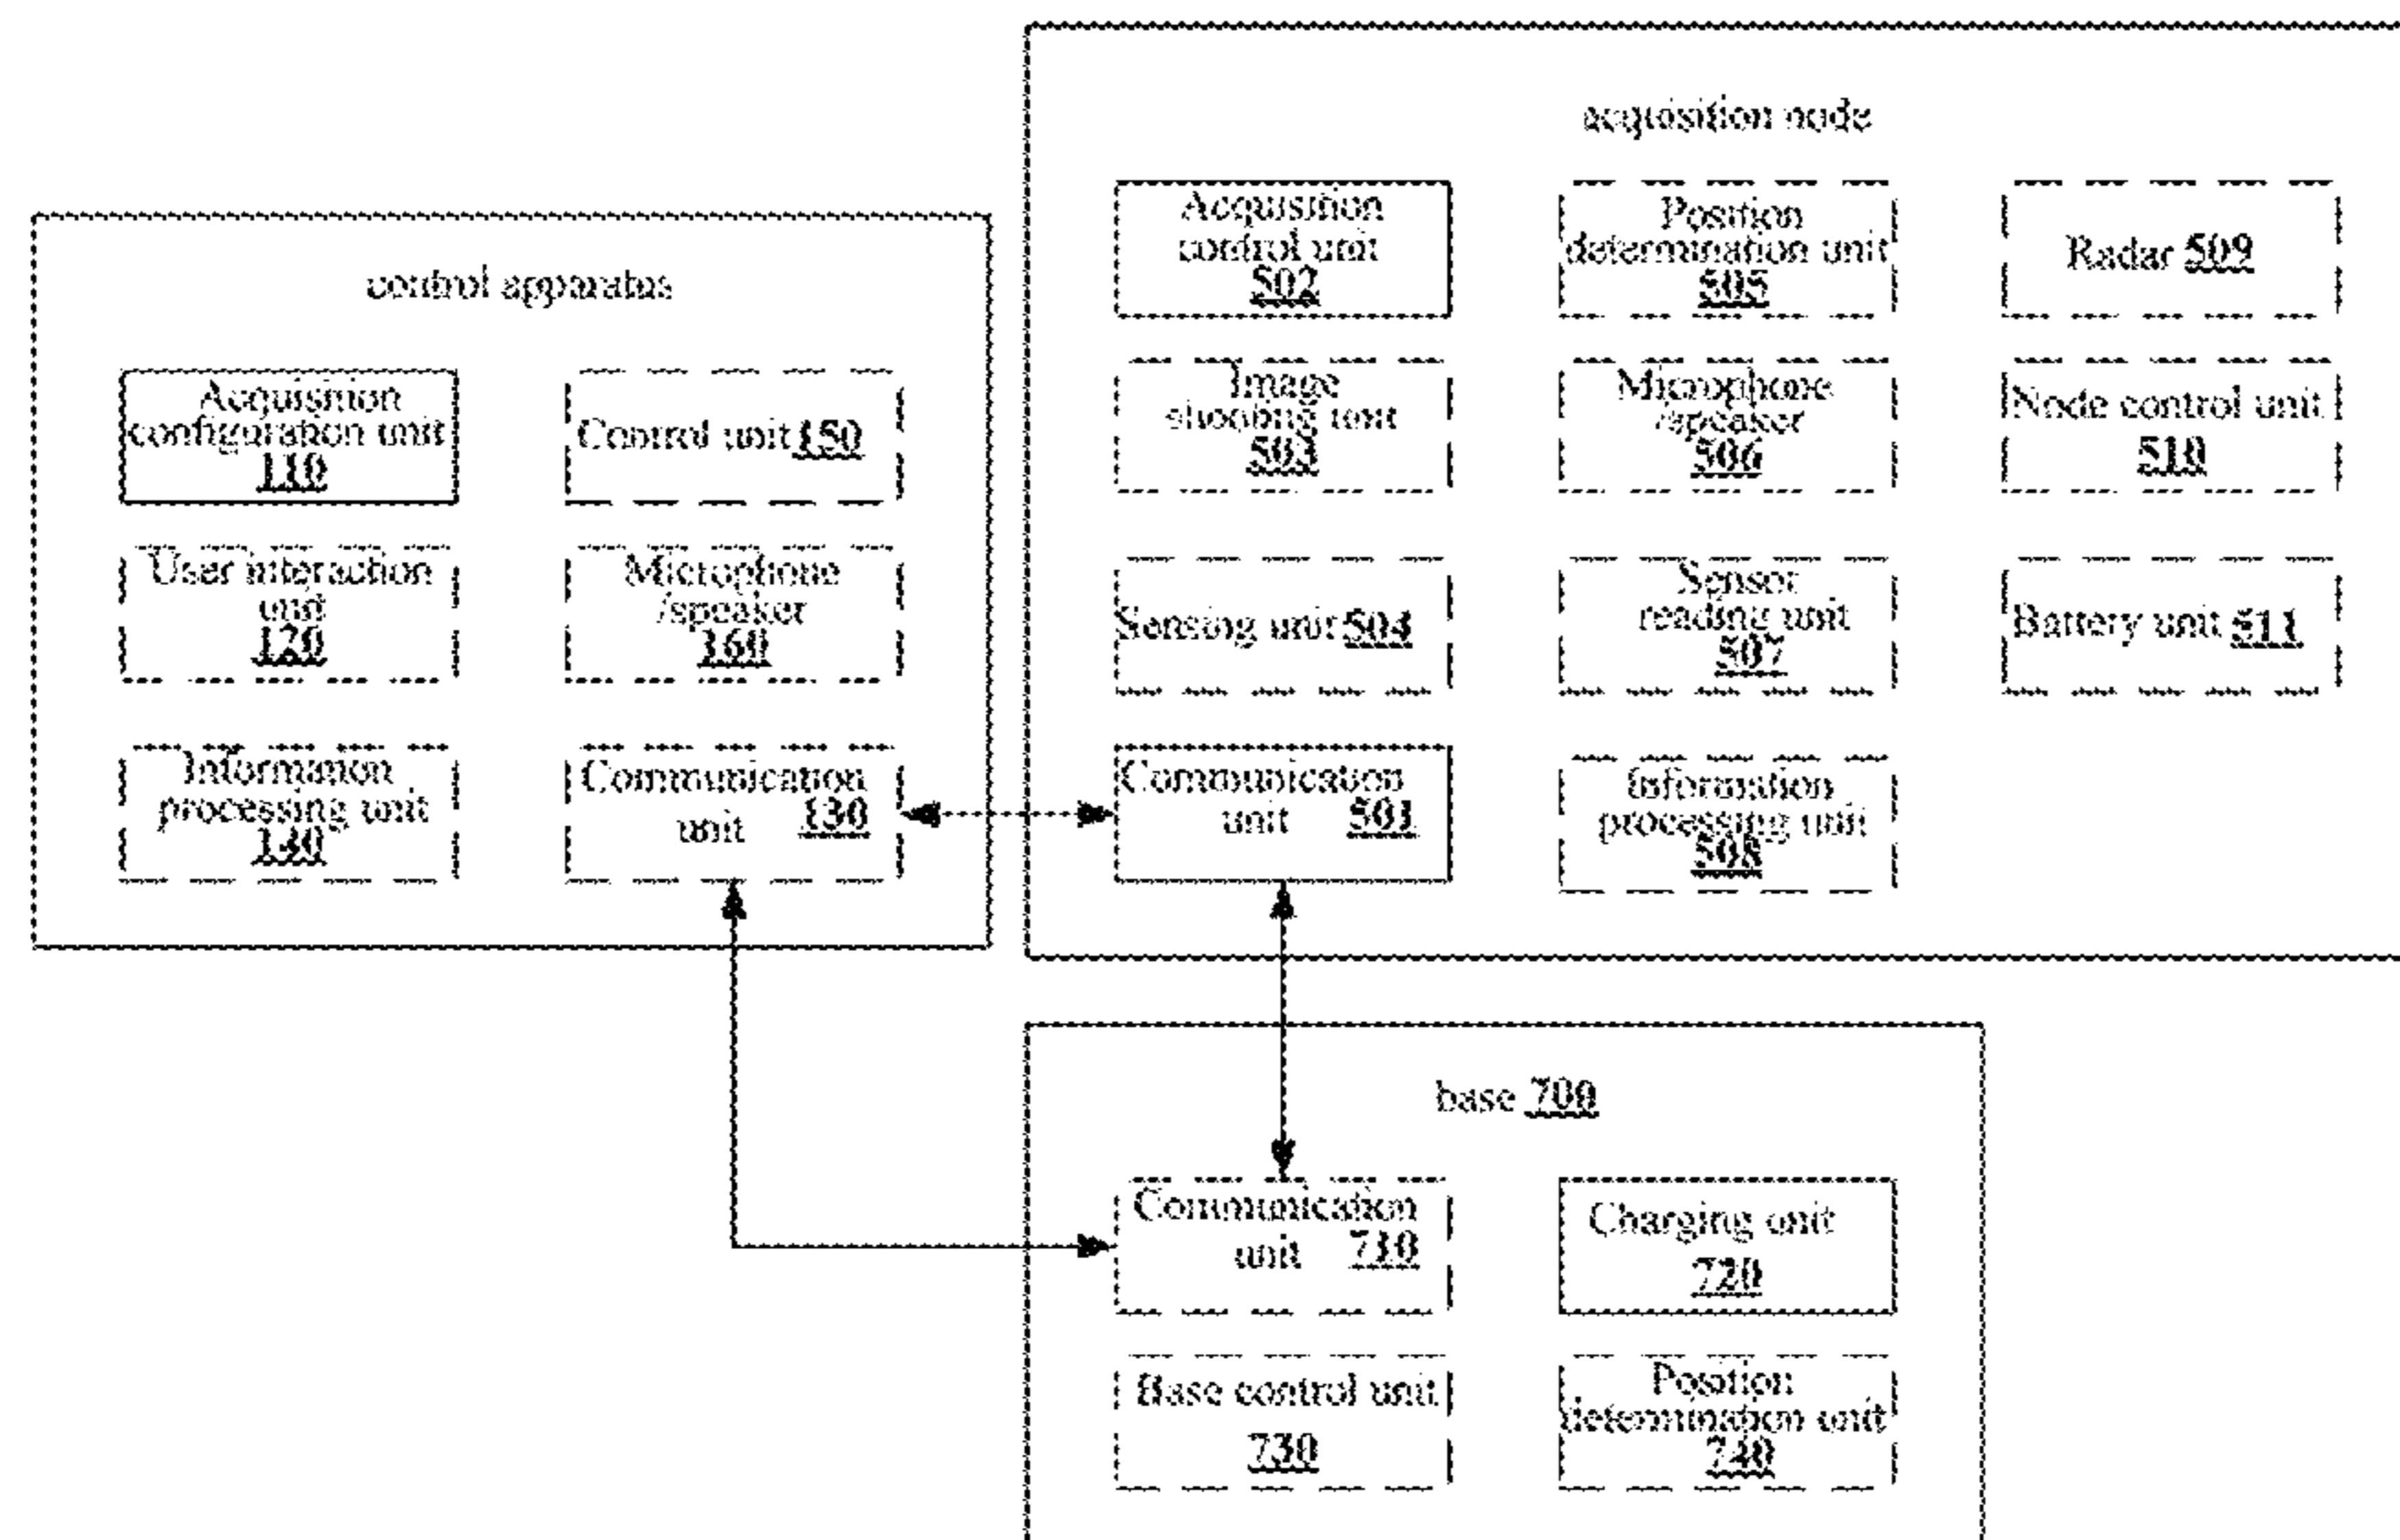 control apparatus
Acquisition
configuration unit
110
Control unit 150
User interaction
unit
120
Microphone
/speaker
160
Information
processing unit
140
Communication
unit 130
acquisition node
Acquisition
control unit
502
Position
determination unit
505
Radar 509
Image
shooting unit
503
Microphone
/speaker
506
Node control unit
510
Sensing unit 504
Sensor
reading unit
507
Battery unit 511
Communication
unit 501
Information
processing unit
508
base 700
Communication
unit 710
Charging unit
720
Base control unit
730
Position
determination unit
740